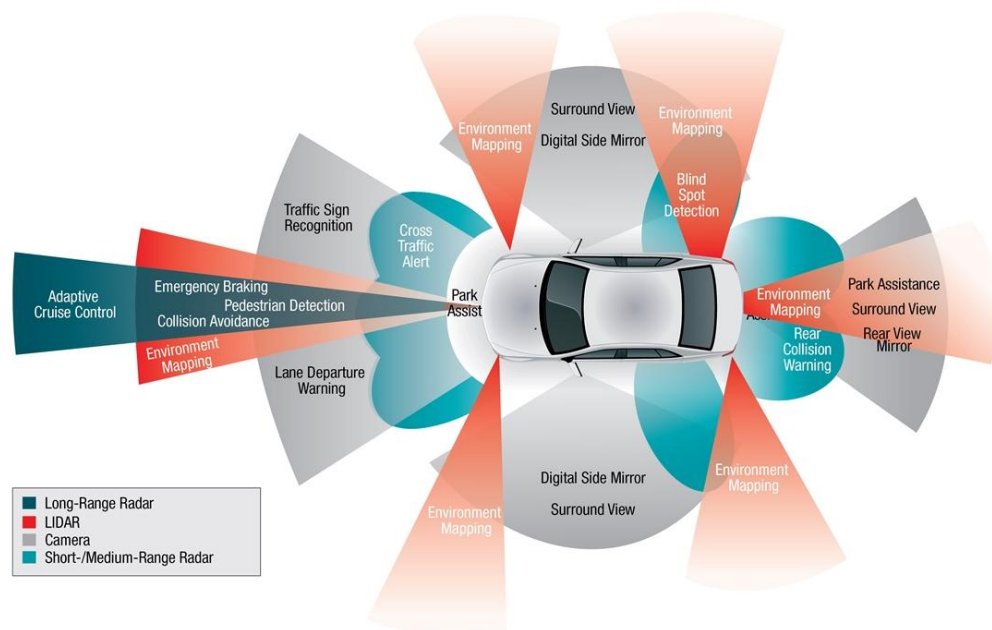 Surround View
Digital Side Mirror
Environment
Mapping
Environment
Mapping
Blind
Spot
Detection
Traffic Sign
Recognition
Cross
Traffic
Alert
Adaptive
Cruise Control
Emergency Braking
Pedestrian Detection
Collision Avoidance
Environment
Mapping
Park
Assist
Lane Departure
Warning
Environment Mapping
Rear
Collision
Warning
Park Assistance
Surround View
Rear View
Mirror
Digital Side Mirror
Surround View
Environment
Mapping
Environment
Mapping
Long-Range Radar
LIDAR
Camera
Short-/Medium-Range Radar